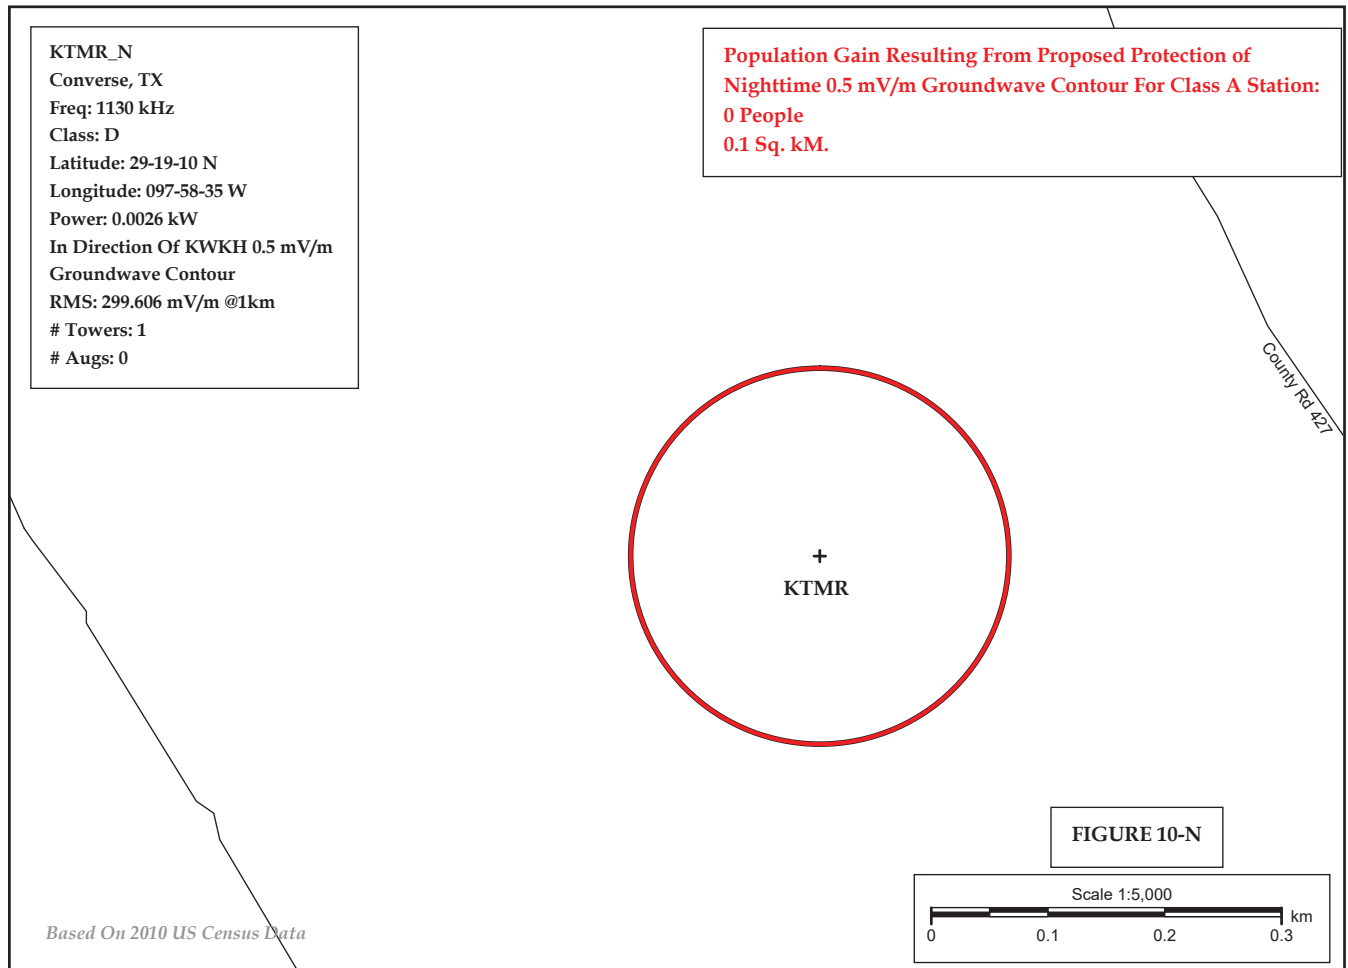 KTMR_N
Converse, TX
Freq: 1130 kHz
Class: D
Latitude: 29-19-10 N
Longitude: 097-58-35 W
Power: 0.0026 kW
In Direction Of KWKH 0.5 mV/m
Groundwave Contour
RMS: 299.606 mV/m @1km
# Towers: 1
# Augs: 0
Population Gain Resulting From Proposed Protection of
Nighttime 0.5 mV/m Groundwave Contour For Class A Station:
0 People
0.1 Sq. kM.
County Rd 427
KTMR
FIGURE 10-N
Scale 1:5,000
km
0 0.1 0.2 0.3
Based On 2010 US Census Data